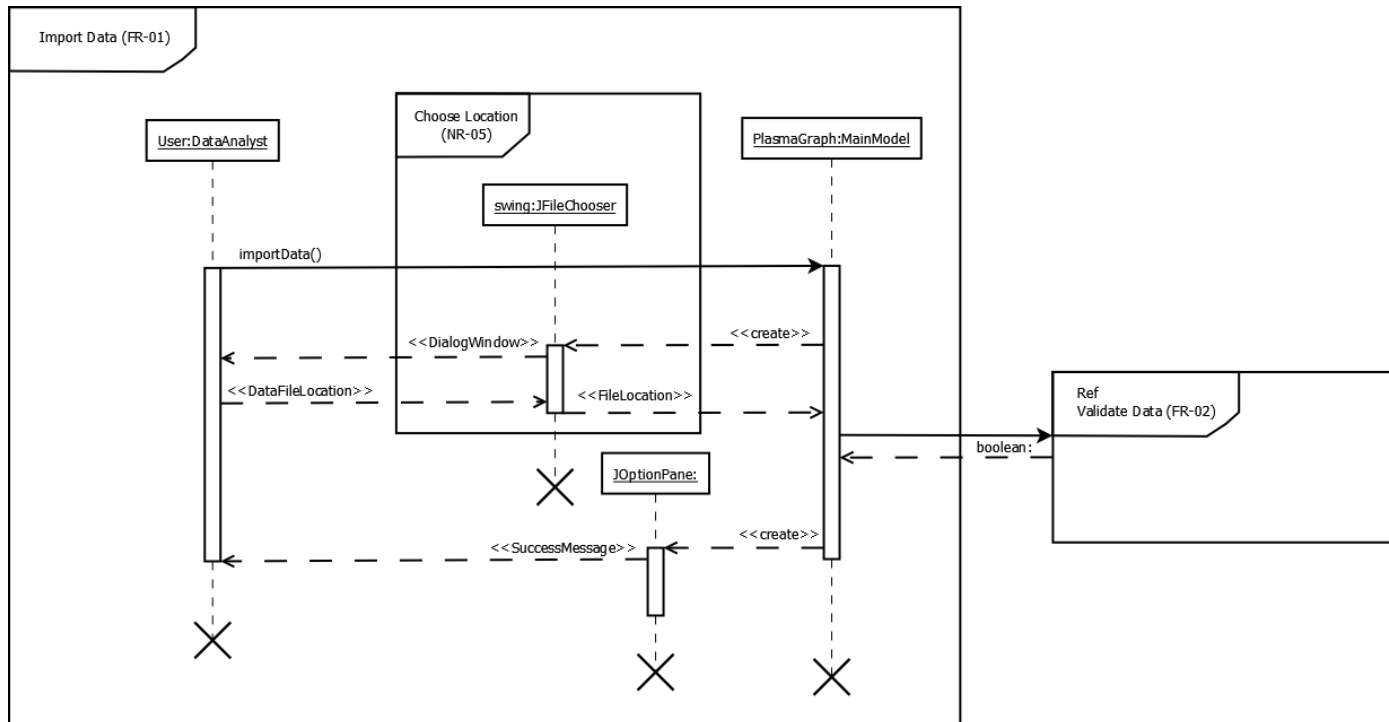 Import Data (FR-01)
Choose Location
(NR-05)
User:DataAnalyst
PlasmaGraph:MainModel
swing:JFileChooser
importData()
<<create>>
<<DialogWindow>>
<<DataFileLocation>>
<<FileLocation>>
Ref
Validate Data (FR-02)
boolean:
JOptionPane:
<<create>>
<<SuccessMessage>>